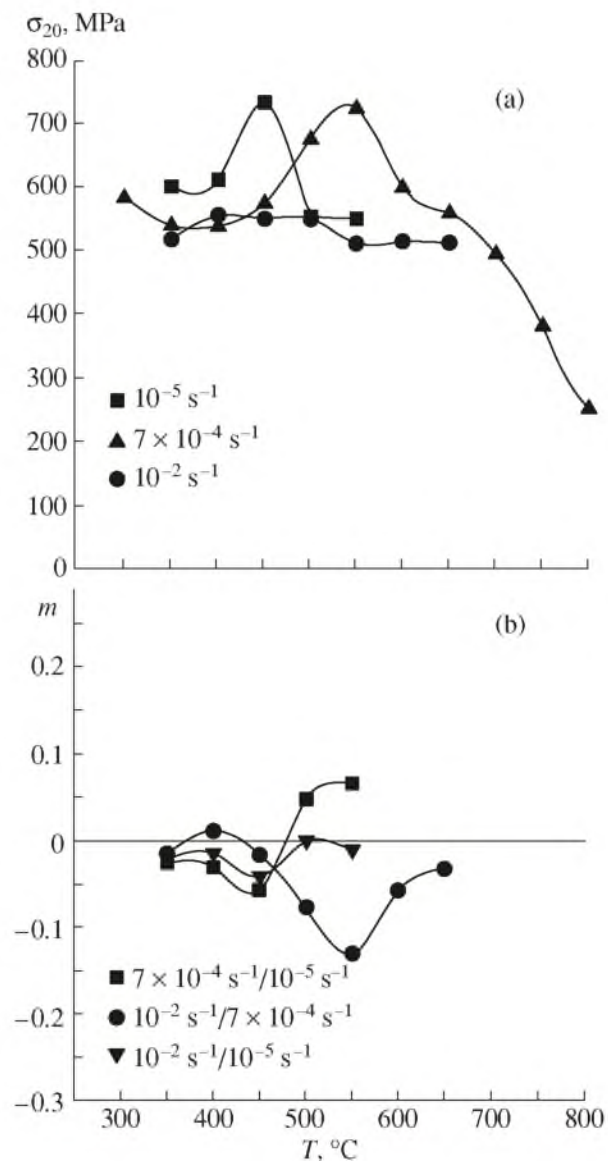 σ₂₀, MPa
800
(a)
700
600
500
400
300
■ 10⁻⁵ s⁻¹
200
▲ 7 × 10⁻⁴ s⁻¹
● 10⁻² s⁻¹
100
0
m
(b)
0.2
0.1
0
−0.1
■ 7 × 10⁻⁴ s⁻¹/10⁻⁵ s⁻¹
● 10⁻² s⁻¹/7 × 10⁻⁴ s⁻¹
−0.2
▼ 10⁻² s⁻¹/10⁻⁵ s⁻¹
−0.3
300 400 500 600 700 800
T, °C